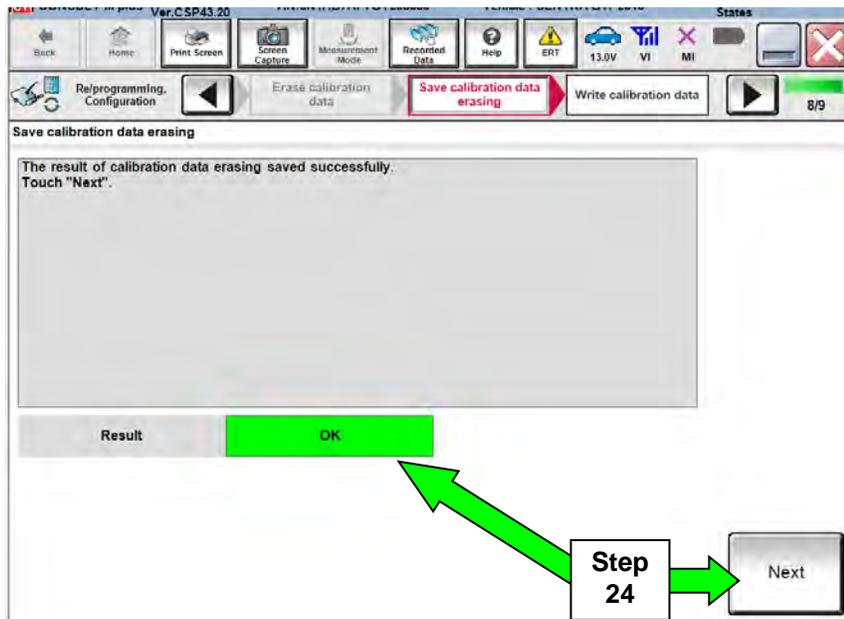 Ver.CSP43.20
States
Back
Home
Print Screen
Screen
Capture
Measurement
Mode
Recorded
Data
Help
ERT
13.0V
VI
MI
Re/programming,
Configuration
Erase calibration
data
Save calibration data
erasing
Write calibration data
8/9
Save calibration data erasing
The result of calibration data erasing saved successfully.
Touch "Next".
Result
OK
Step
24
Next